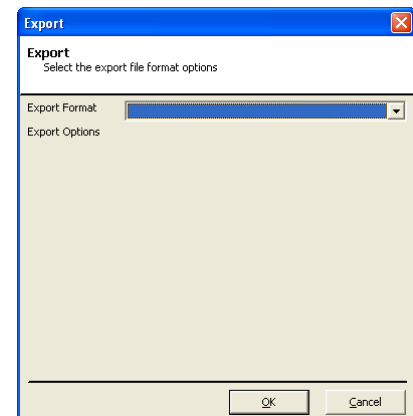 Export
Export
Select the export file format options
Export Format
Export Options
OK
Cancel